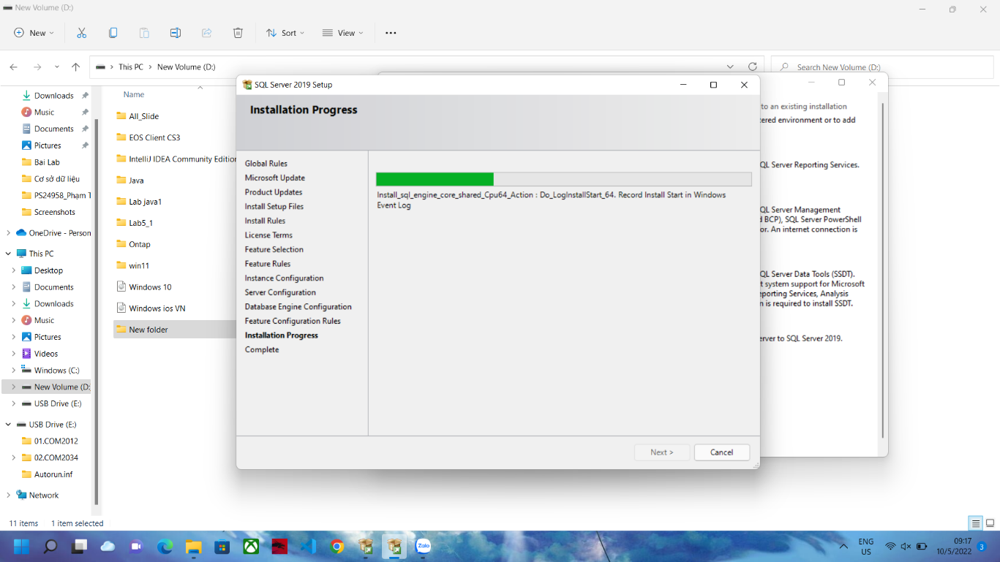 New Volume (D:)
New
Sort
View
This PC
New Volume (D:)
Search New Volume (D:)
Downloads
Music
Documents
Pictures
Bai Lab
Cơ sở dữ liệu
PS24958_Phạm T
Screenshots
OneDrive - Person
This PC
Desktop
Documents
Downloads
Music
Pictures
Videos
Windows (C:)
New Volume (D:
USB Drive (E:)
USB Drive (E:)
01.COM2012
02.COM2034
Autorun.inf
Network
Name
All_Slide
EOS Client CS3
IntelliJ IDEA Community Edition
Java
Lab java1
Lab5_1
Ontap
win11
Windows 10
Windows ios VN
New folder
SQL Server 2019 Setup
Installation Progress
Global Rules
Microsoft Update
Product Updates
Install Setup Files
Install Rules
License Terms
Feature Selection
Feature Rules
Instance Configuration
Server Configuration
Database Engine Configuration
Feature Configuration Rules
Installation Progress
Complete
Install_sql_engine_core_shared_Cpu64_Action : Do_LogInstallStart_64. Record Install Start in Windows
Event Log
Next >
Cancel
to an existing installation
tered environment or to add
QL Server Reporting Services.
QL Server Management
d BCP), SQL Server PowerShell
or. An internet connection is
QL Server Data Tools (SSDT).
t system support for Microsoft
eporting Services, Analysis
n is required to install SSDT.
erver to SQL Server 2019.
11 items
1 item selected
Zalo
ENG
US
09:17
10/5/2022
3